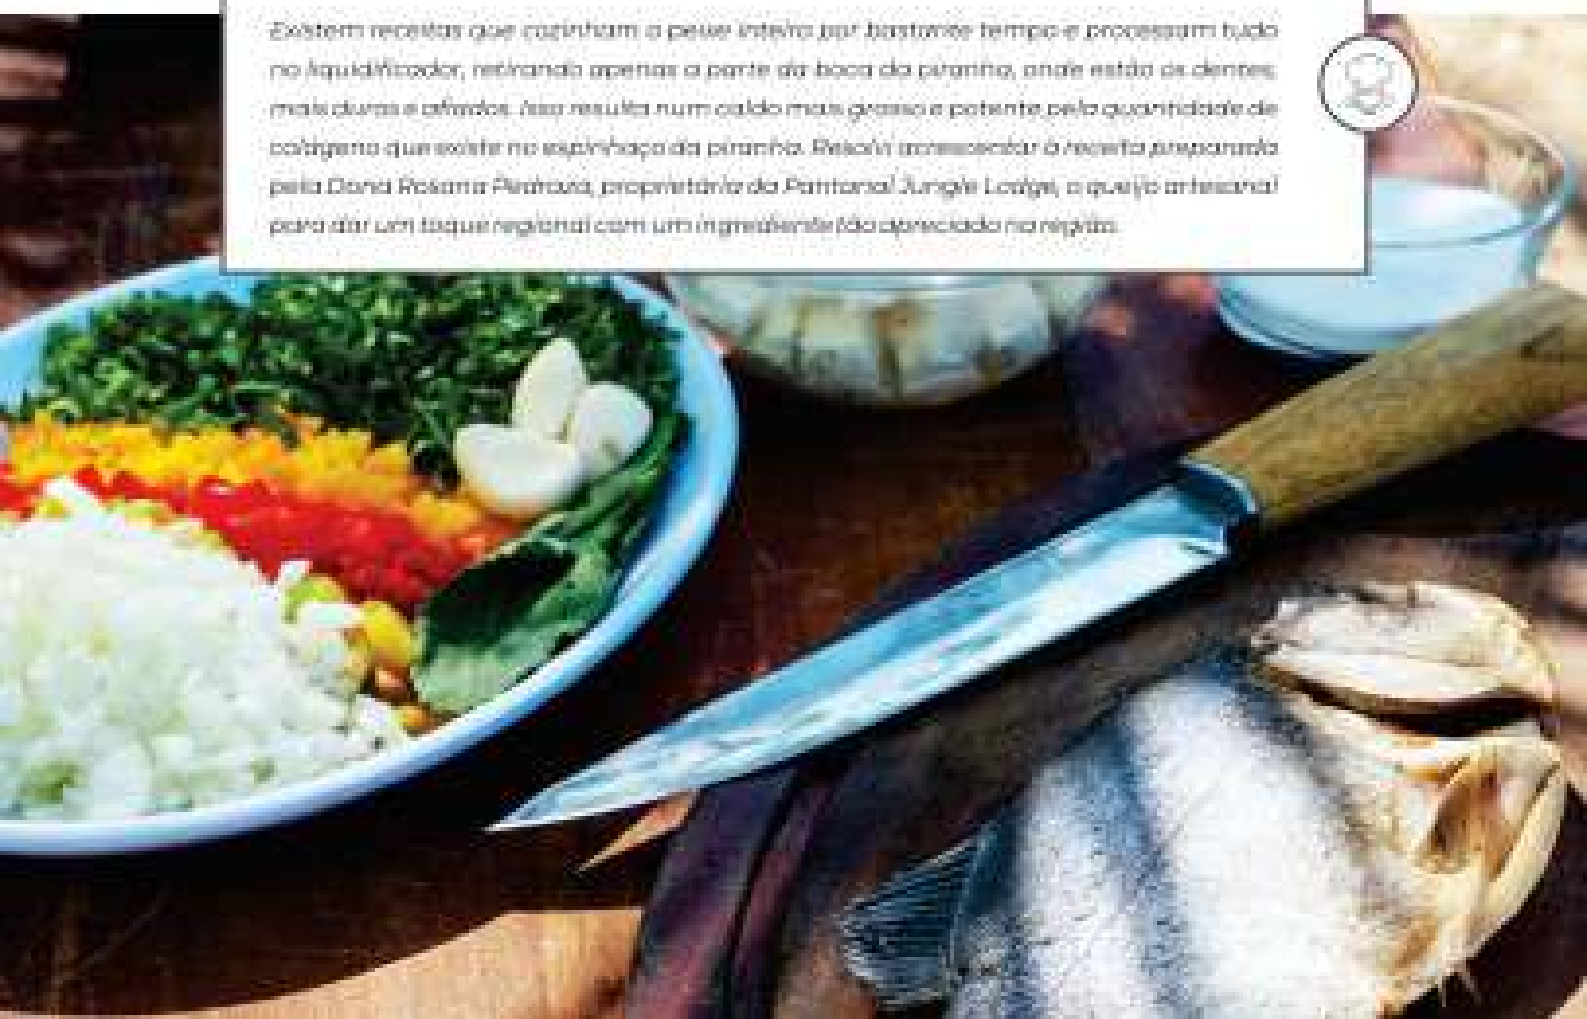 Existem receitas que cozinham o peixe inteiro por bastante tempo e processam tudo
no liquidificador, retirando apenas a parte da boca da piranha, onde estão os dentes,
mais duros e afiados. Isso resulta num caldo mais grosso e potente pela quantidade de
colágeno que existe no espinhaço da piranha. Resolvi acrescentar à receita preparada
pela Dona Rosana Pedroza, proprietária da Pantanal Jungle Lodge, o queijo artesanal
para dar um toque regional com um ingrediente tão apreciado na região.